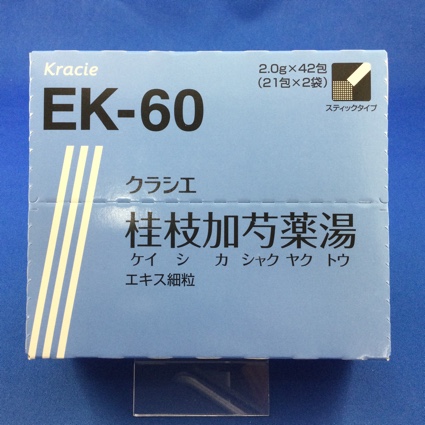 Kracie
EK-60
2.0g×42包
(21包×2袋)
スティックタイプ
クラシエ
桂枝加芍薬湯
ケイ シ カ シャク ヤク トウ
エキス細粒